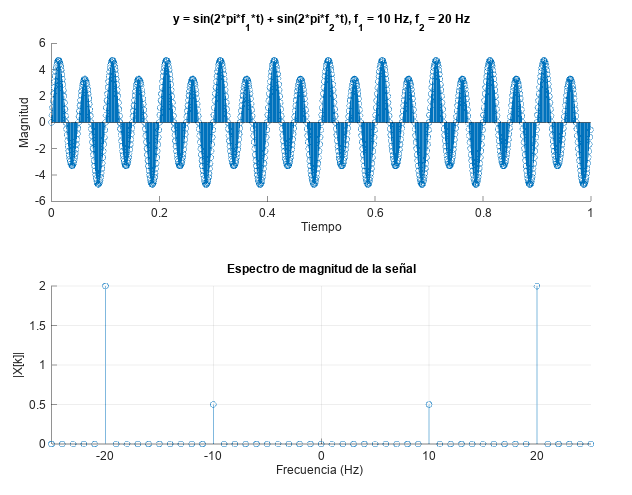 y = sin(2*pi*f1*t) + sin(2*pi*f2*t), f1 = 10 Hz, f2 = 20 Hz
6
4
2
0
-2
-4
-6
Magnitud
0 0.2 0.4 0.6 0.8 1
Tiempo
Espectro de magnitud de la señal
2
1.5
1
0.5
0
|X[k]|
-20 -10 0 10 20
Frecuencia (Hz)